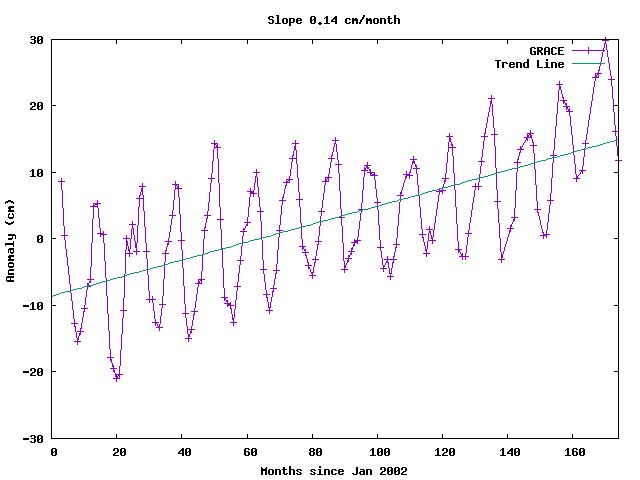 Slope 0.14 cm/month
GRACE
Trend Line
30
20
10
0
-10
-20
-30
Anomaly (cm)
0 20 40 60 80 100 120 140 160
Months since Jan 2002